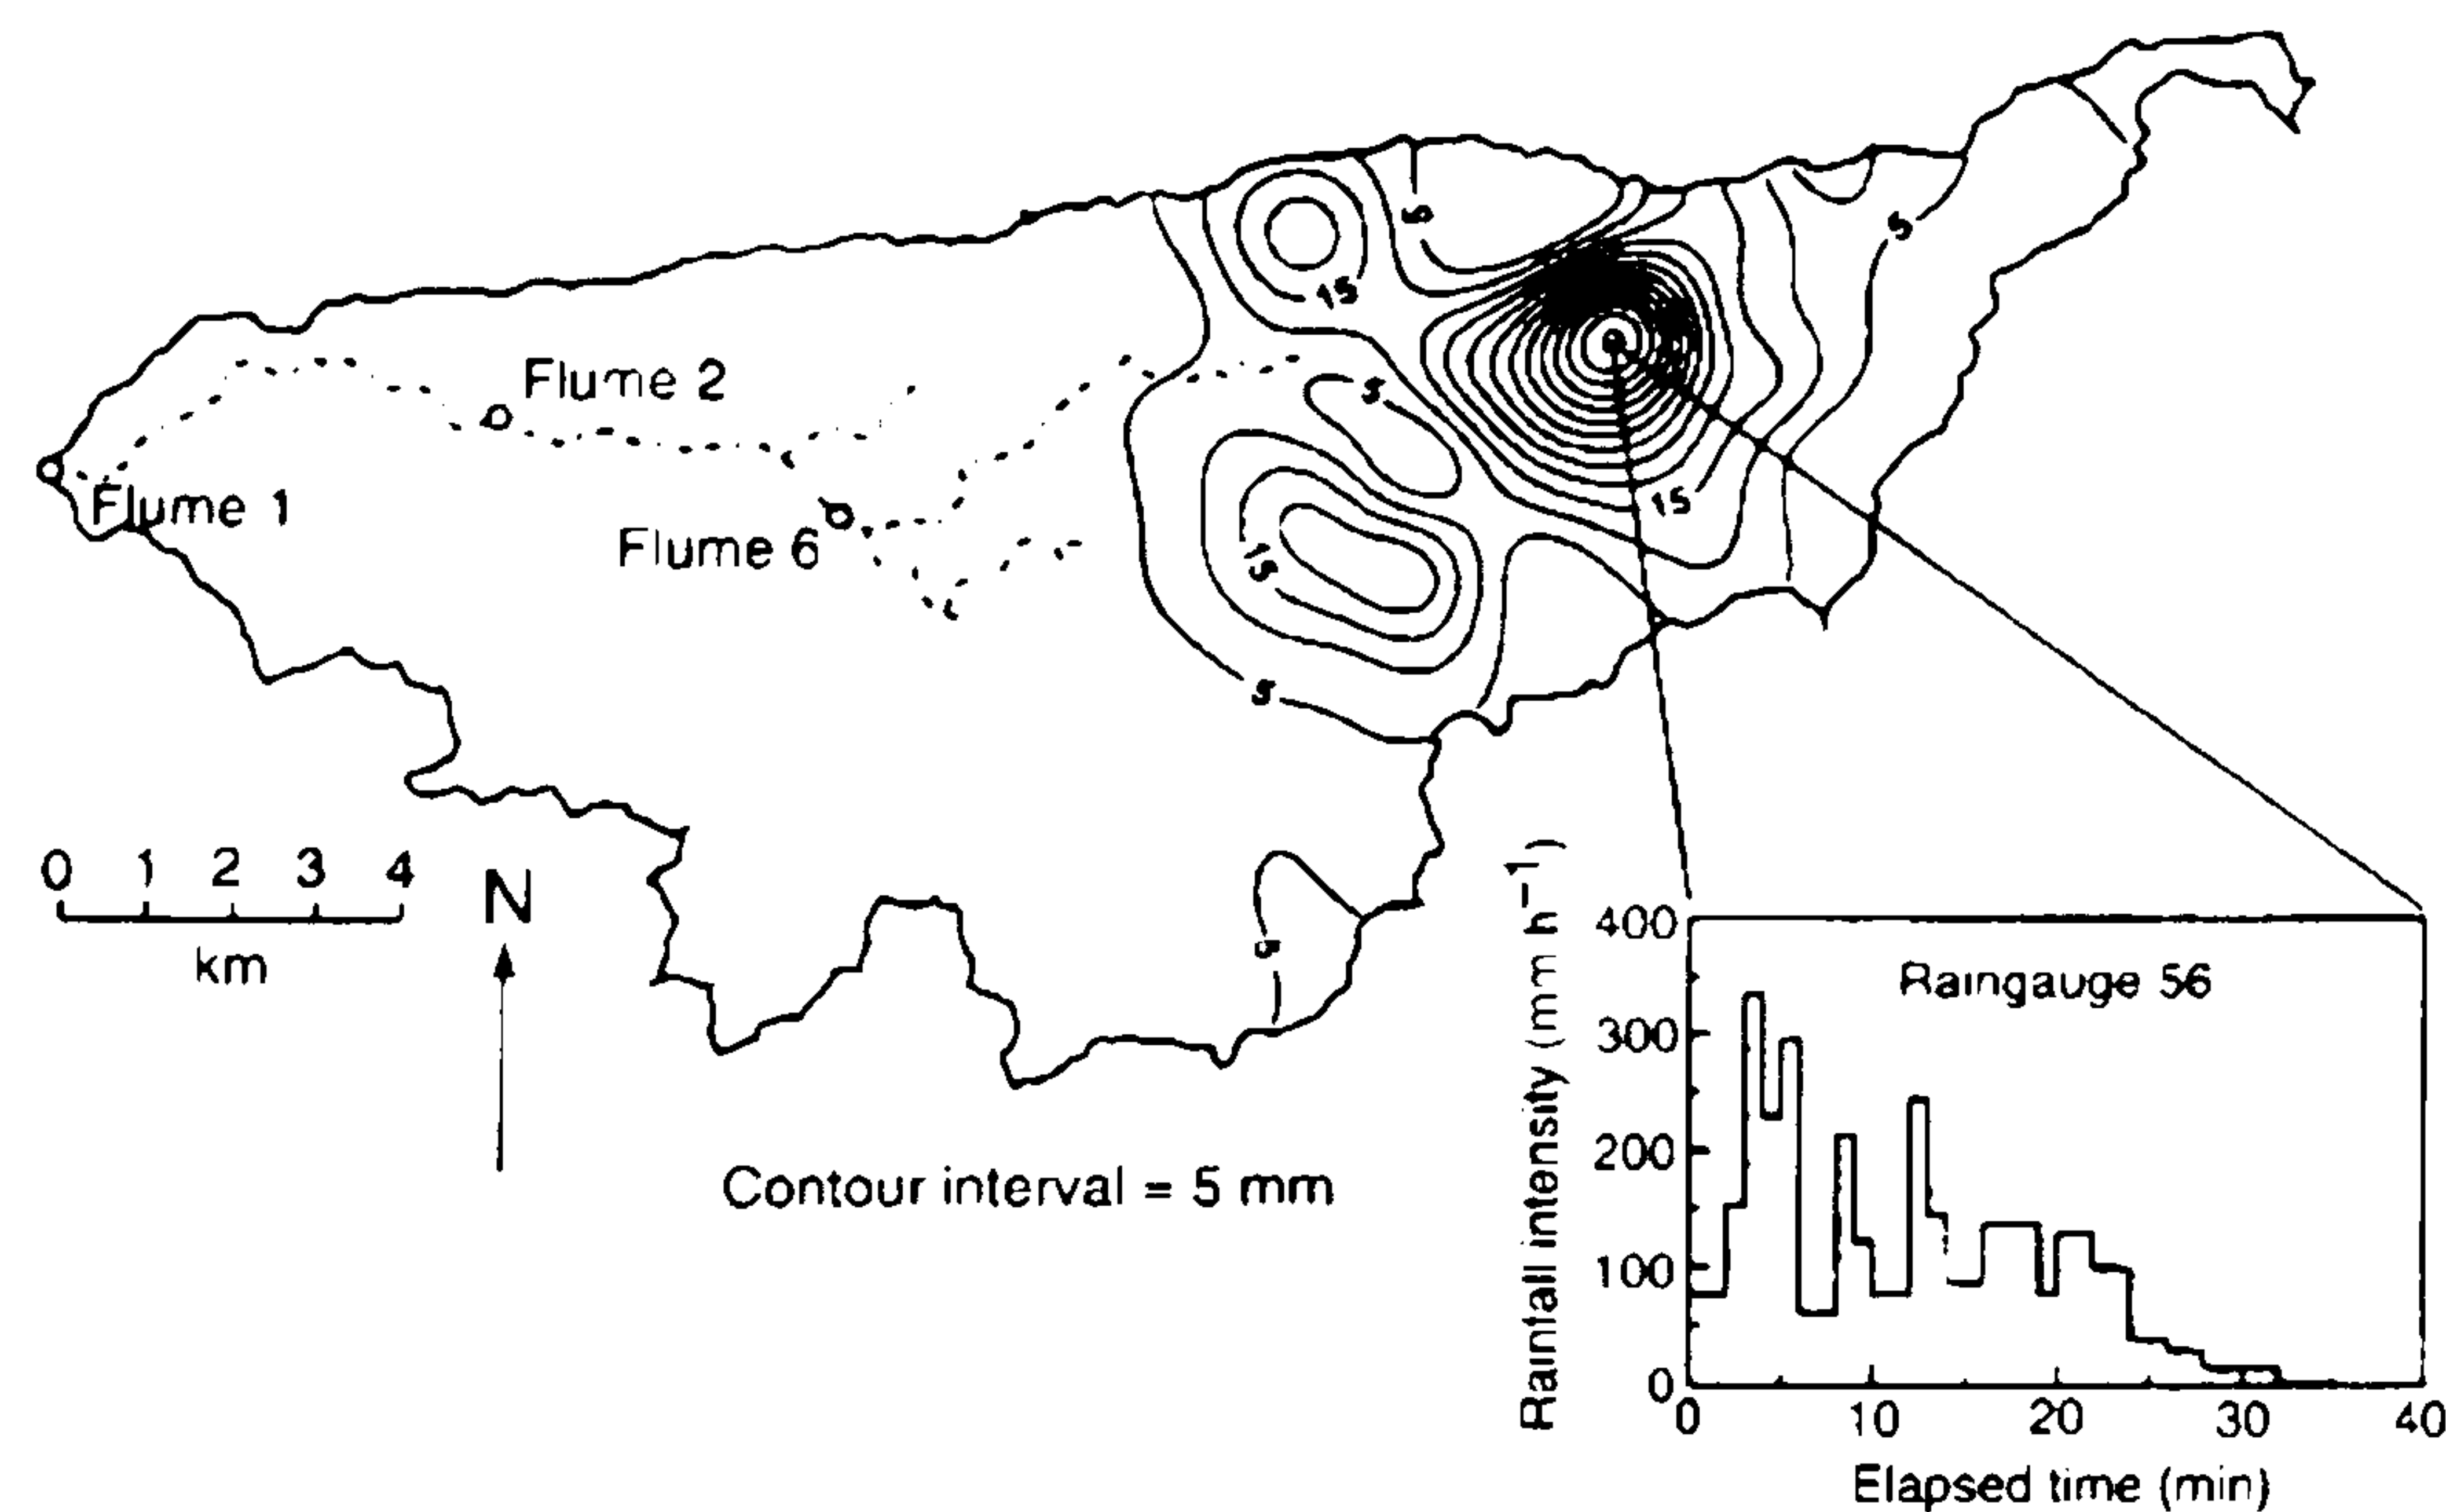 5
15
5
Flume 2
5
Flume 1
15
Flume 6
15
5
0 1 2 3 4
km
N
5
Contour interval = 5 mm
Rainfall intensity (mm h⁻¹)
400
300
200
100
0
Raingauge 56
0 10 20 30 40
Elapsed time (min)